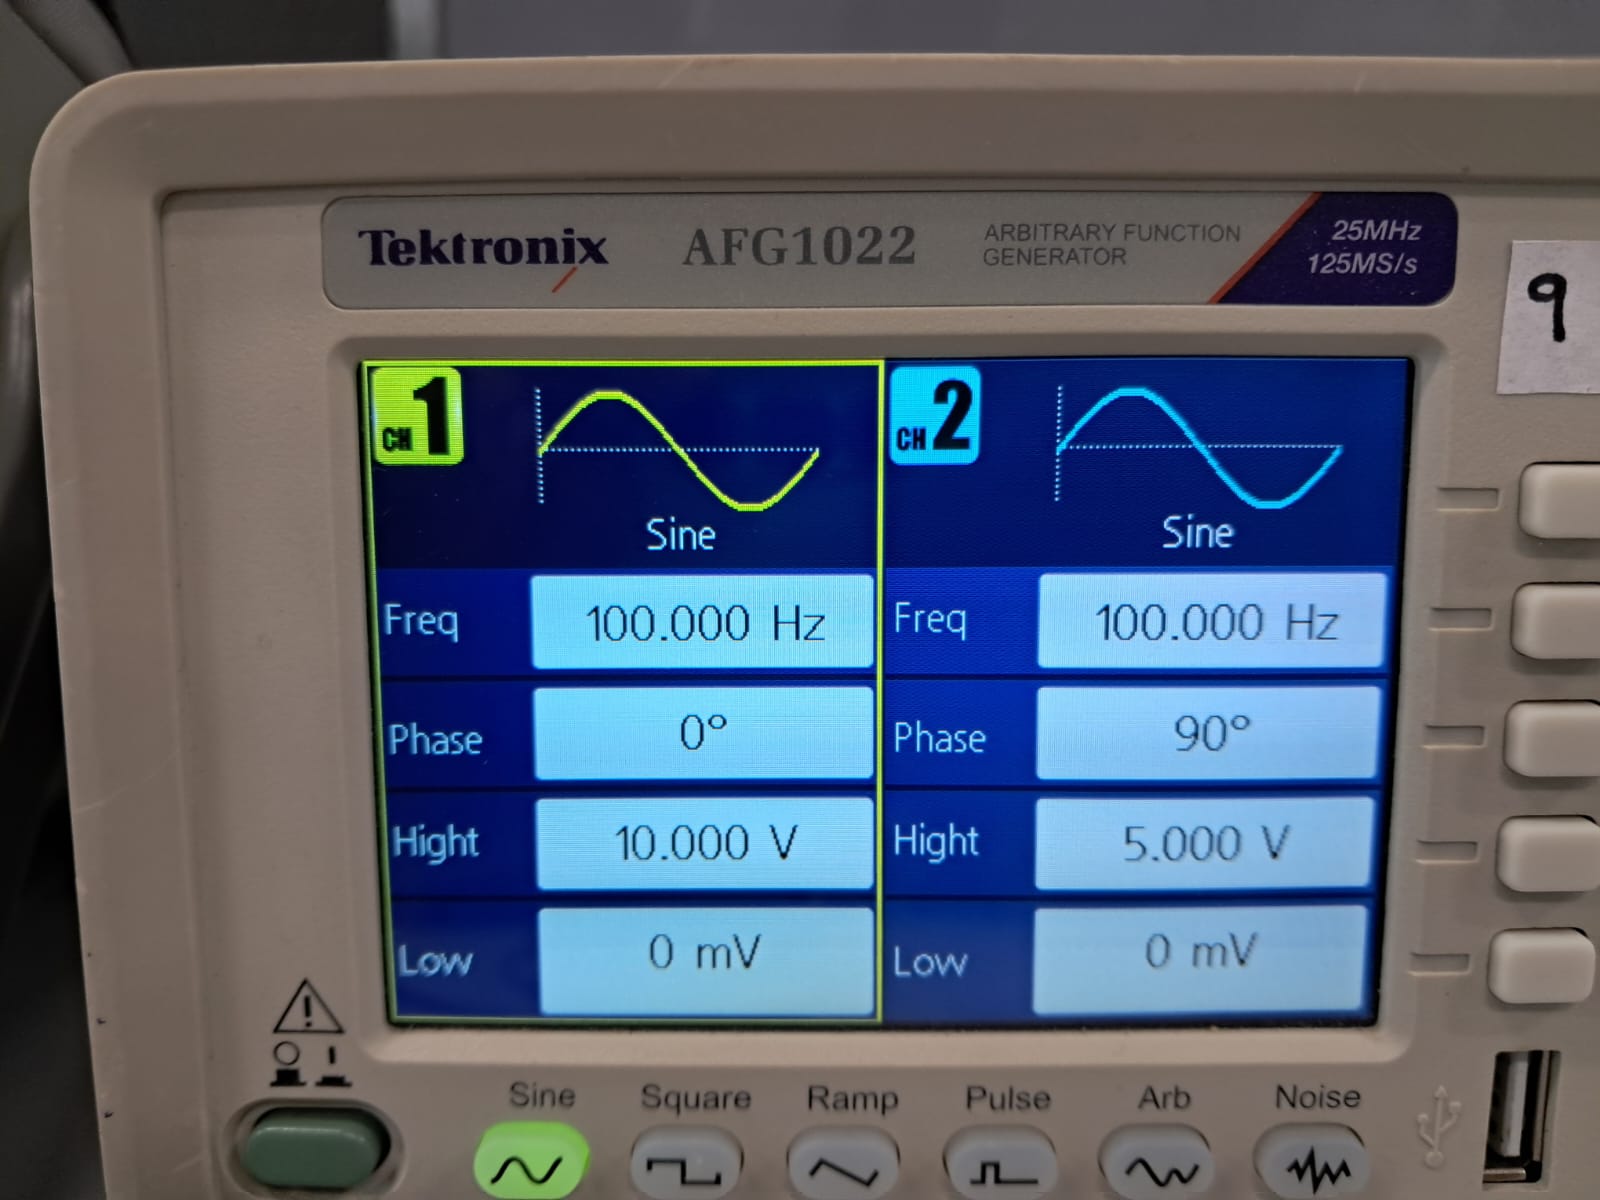 Tektronix AFG1022 ARBITRARY FUNCTION GENERATOR 25MHz 125MS/s
9
CH 1
Sine
Freq 100.000 Hz
Phase 0°
Hight 10.000 V
Low 0 mV
CH 2
Sine
Freq 100.000 Hz
Phase 90°
Hight 5.000 V
Low 0 mV
Sine Square Ramp Pulse Arb Noise